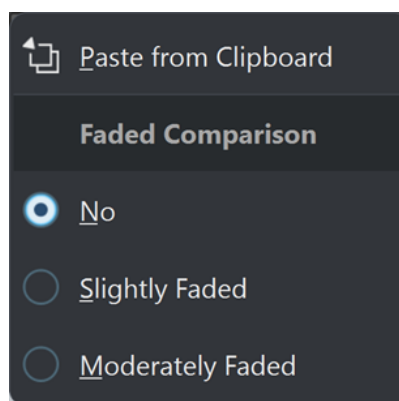 Paste from Clipboard
Faded Comparison
No
Slightly Faded
Moderately Faded